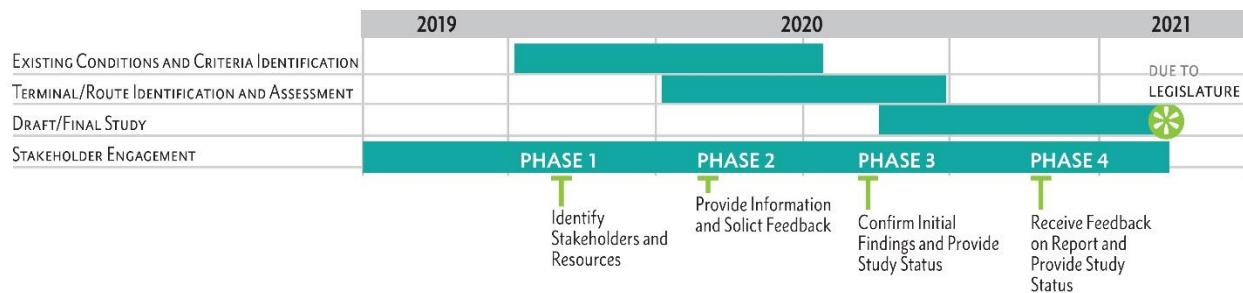 2019 2020 2021
EXISTING CONDITIONS AND CRITERIA IDENTIFICATION
TERMINAL/ROUTE IDENTIFICATION AND ASSESSMENT
DUE TO
LEGISLATURE
DRAFT/FINAL STUDY
STAKEHOLDER ENGAGEMENT
PHASE 1 PHASE 2 PHASE 3 PHASE 4
Identify
Stakeholders and
Resources
Provide Information
and Solict Feedback
Confirm Initial
Findings and Provide
Study Status
Receive Feedback
on Report and
Provide Study
Status